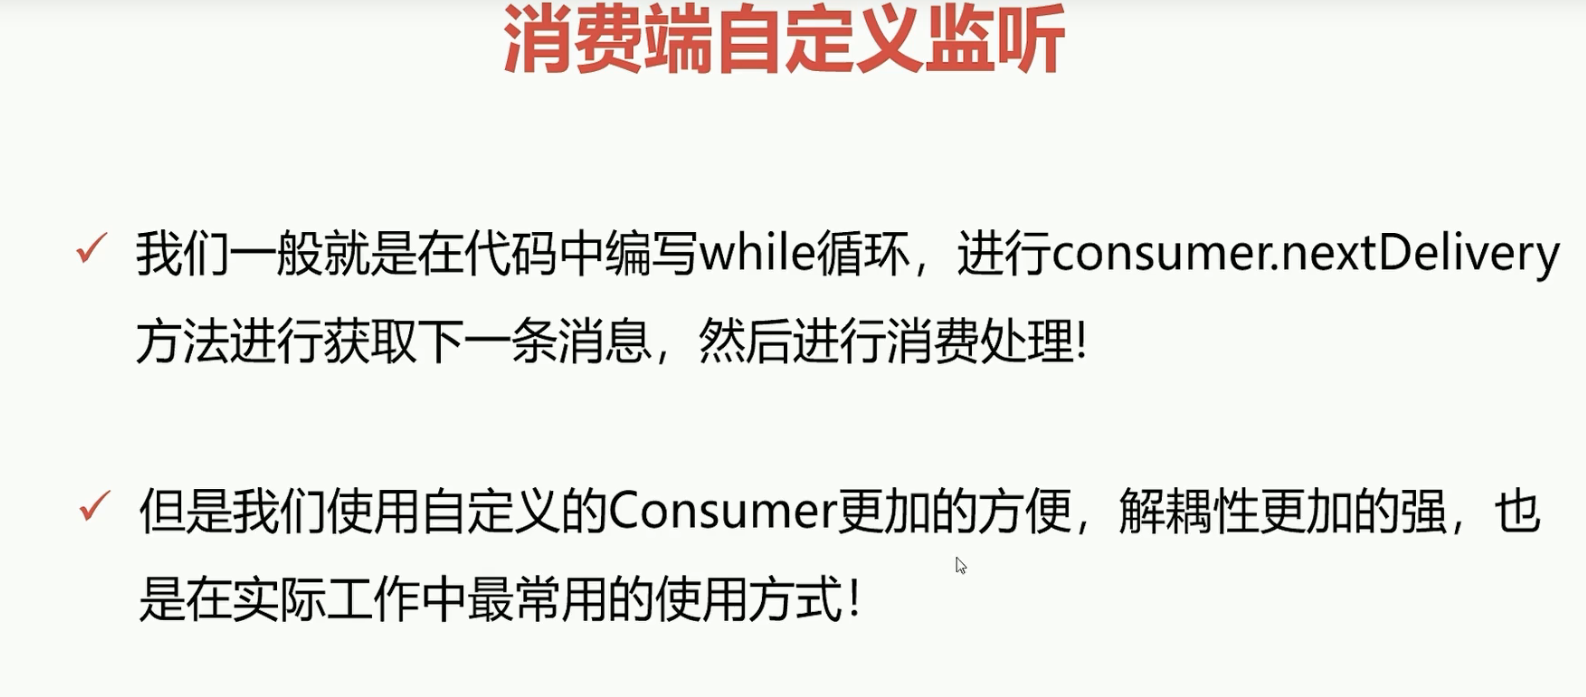 消费端自定义监听
我们一般就是在代码中编写while循环，进行consumer.nextDelivery
方法进行获取下一条消息，然后进行消费处理!
但是我们使用自定义的Consumer更加的方便，解耦性更加的强，也
是在实际工作中最常用的使用方式！